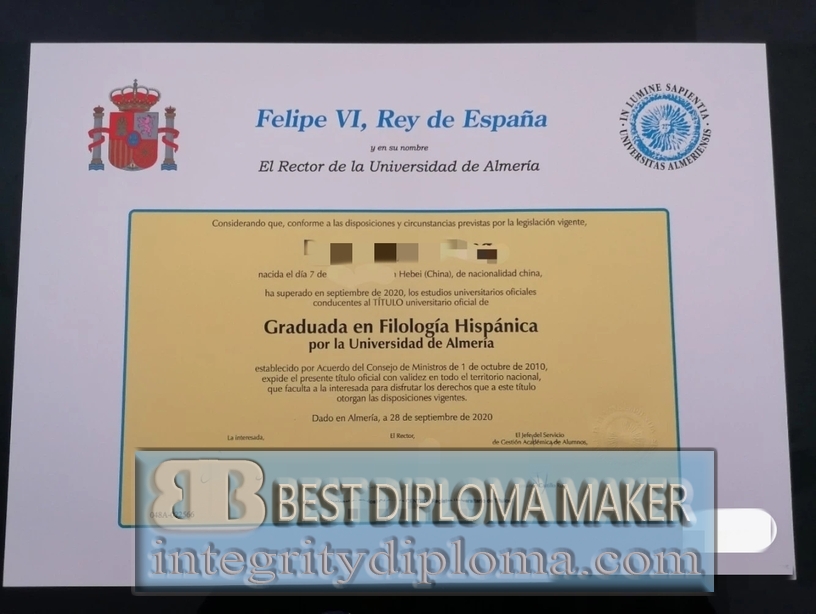 Felipe VI, Rey de España
IN LUMINE SAPIENTIA · UNIVERSITAS ALMERIENSIS ·
y en su nombre
El Rector de la Universidad de Almería
Considerando que, conforme a las disposiciones y circunstancias previstas por la legislación vigente,
nacida el día 7 de Hebei (China), de nacionalidad china,
ha superado en septiembre de 2020, los estudios universitarios oficiales
conducentes al TÍTULO universitario oficial de
Graduada en Filología Hispánica
por la Universidad de Almería
establecido por Acuerdo del Consejo de Ministros de 1 de octubre de 2010,
expide el presente título oficial con validez en todo el territorio nacional,
que faculta a la interesada para disfrutar los derechos que a este título
otorgan las disposiciones vigentes.
Dado en Almería, a 28 de septiembre de 2020
La interesada,
El Rector,
El Jefe del Servicio
de Gestión Académica de Alumnos,
BEST DIPLOMA MAKER
integritydiploma.com